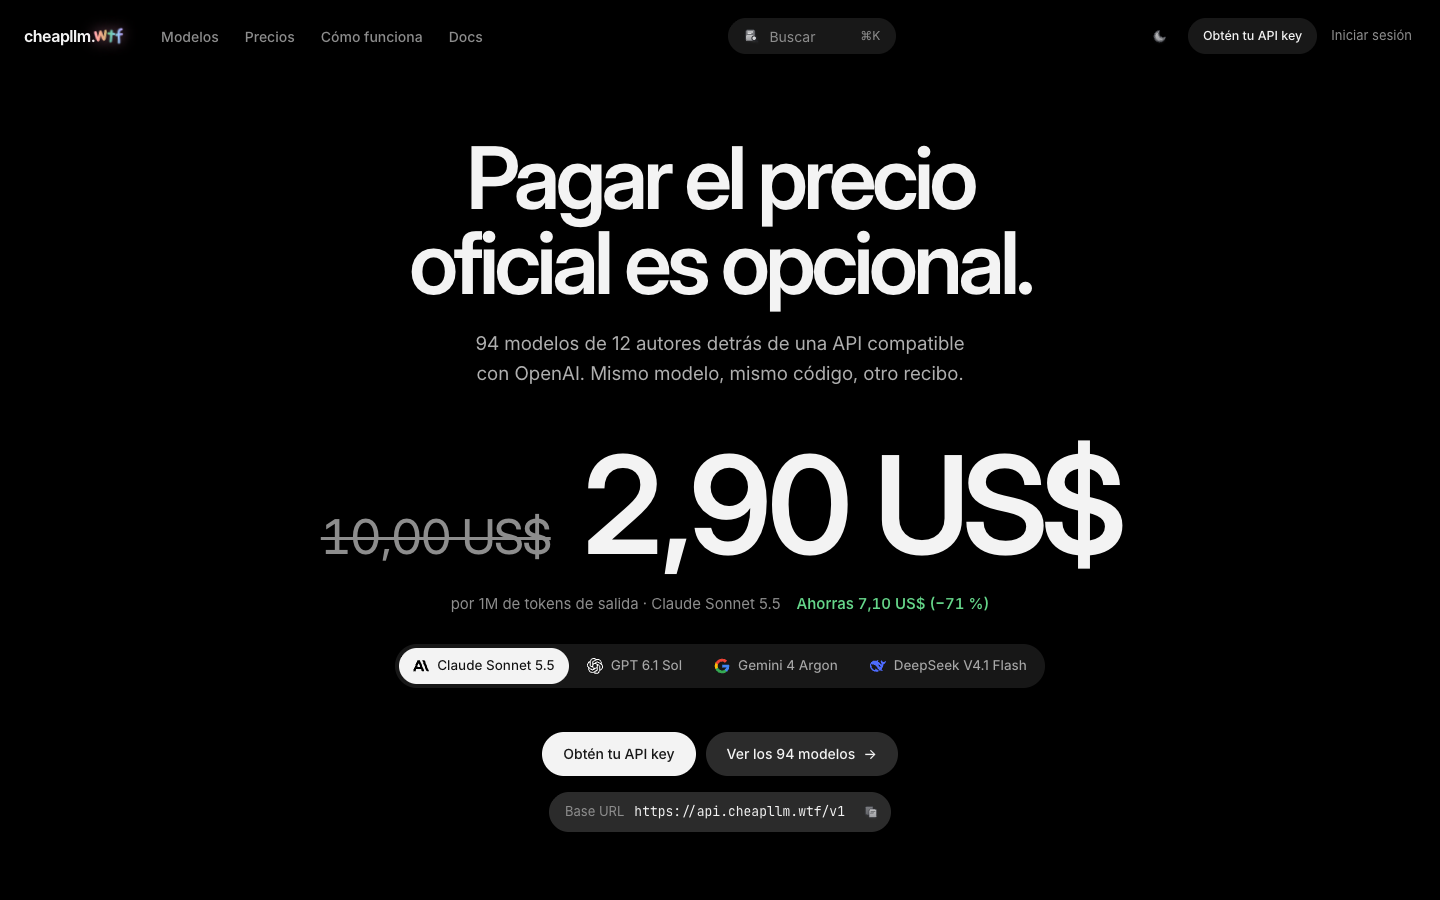 cheapllm.wtf
Modelos
Precios
Cómo funciona
Docs
Buscar
⌘K
Obtén tu API key
Iniciar sesión
Pagar el precio
oficial es opcional.
94 modelos de 12 autores detrás de una API compatible
con OpenAI. Mismo modelo, mismo código, otro recibo.
10,00 US$
2,90 US$
por 1M de tokens de salida · Claude Sonnet 5.5
Ahorras 7,10 US$ (−71 %)
Claude Sonnet 5.5
GPT 6.1 Sol
Gemini 4 Argon
DeepSeek V4.1 Flash
Obtén tu API key
Ver los 94 modelos →
Base URL https://api.cheapllm.wtf/v1